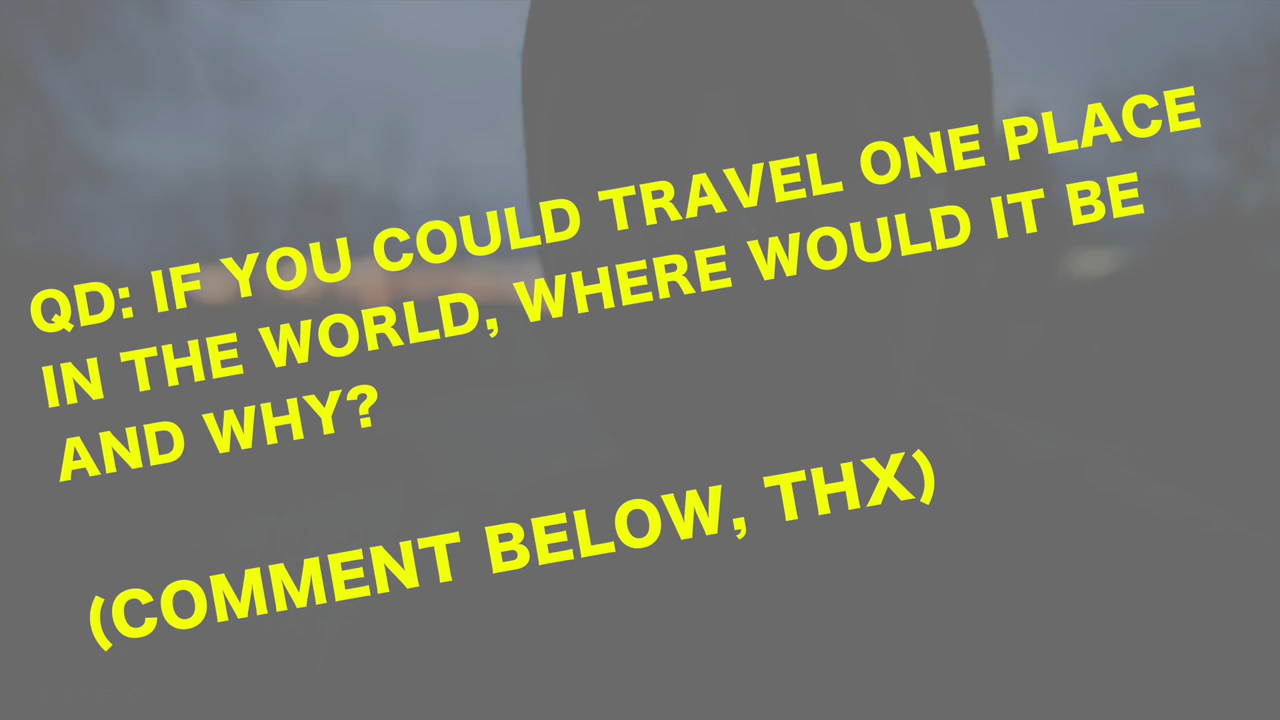 QD: IF YOU COULD TRAVEL ONE PLACE
IN THE WORLD, WHERE WOULD IT BE
AND WHY?
(COMMENT BELOW, THX)